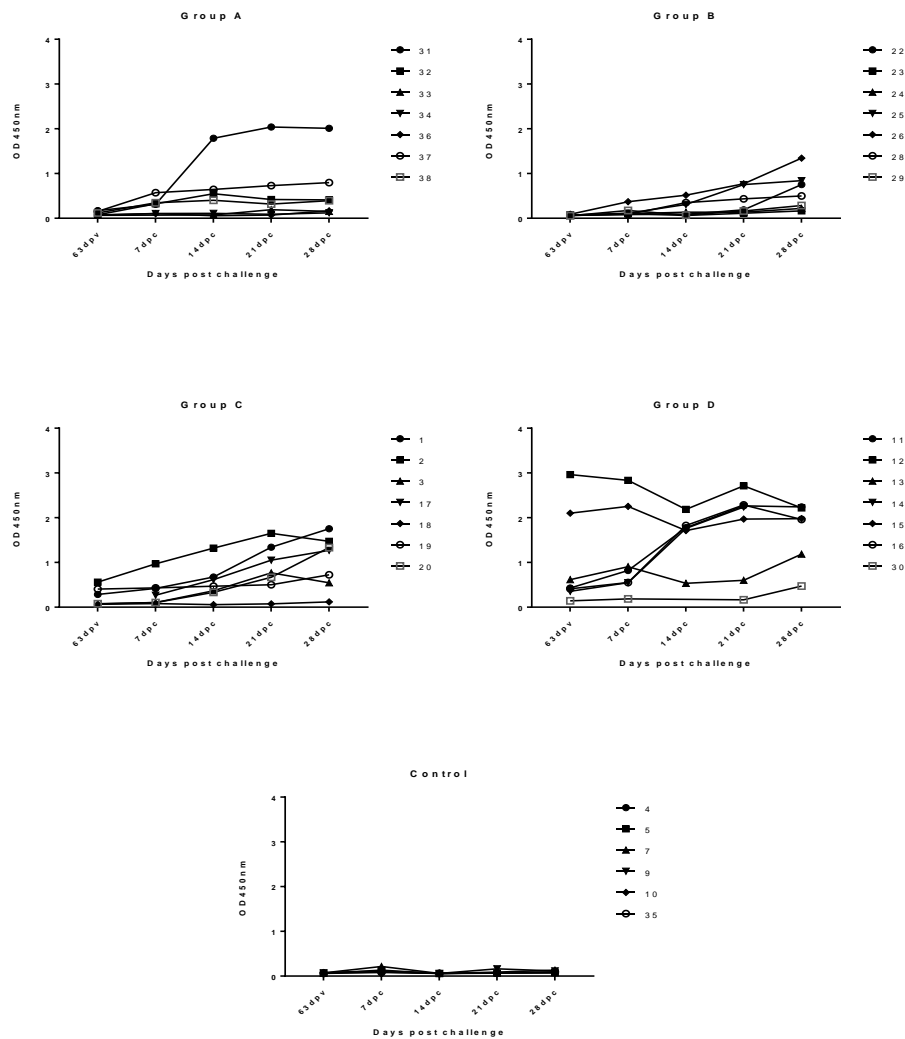 Group A
4
3
2
1
0
OD450nm
63dpv
7dpc
14dpc
21dpc
28dpc
Days post challenge
31
32
33
34
36
37
38
Group B
4
3
2
1
0
OD450nm
63dpv
7dpc
14dpc
21dpc
28dpc
Days post challenge
22
23
24
25
26
28
29
Group C
4
3
2
1
0
OD450nm
63dpv
7dpc
14dpc
21dpc
28dpc
Days post challenge
1
2
3
17
18
19
20
Group D
4
3
2
1
0
OD450nm
63dpv
7dpc
14dpc
21dpc
28dpc
Days post challenge
11
12
13
14
15
16
30
Control
4
3
2
1
0
OD450nm
63dpv
7dpc
14dpc
21dpc
28dpc
Days post challenge
4
5
7
9
10
35